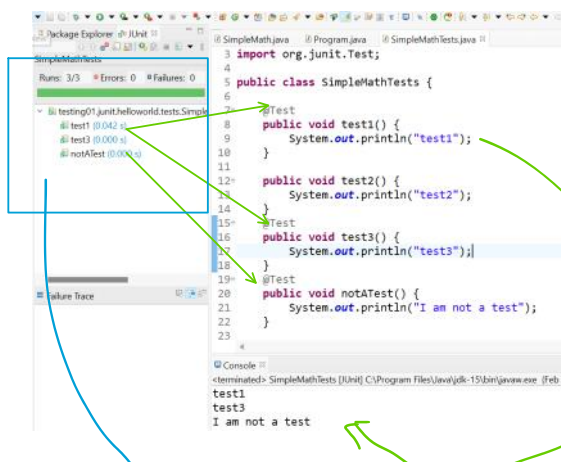 Package Explorer JUnit
SimpleMathTests
Runs: 3/3 Errors: 0 Failures: 0
testing01.junit.helloworld.tests.Simple
test1 (0.042 s)
test3 (0.000 s)
notATest (0.000 s)
Failure Trace
SimpleMath.java Program.java SimpleMathTests.java
3 import org.junit.Test;
4
5 public class SimpleMathTests {
6
7 @Test
8 public void test1() {
9 System.out.println("test1");
10 }
11
12 public void test2() {
13 System.out.println("test2");
14 }
15 @Test
16 public void test3() {
17 System.out.println("test3");
18 }
19 @Test
20 public void notATest() {
21 System.out.println("I am not a test");
22 }
23
Console
<terminated> SimpleMathTests [JUnit] C:\Program Files\Java\jdk-15\bin\javaw.exe (Feb
test1
test3
I am not a test